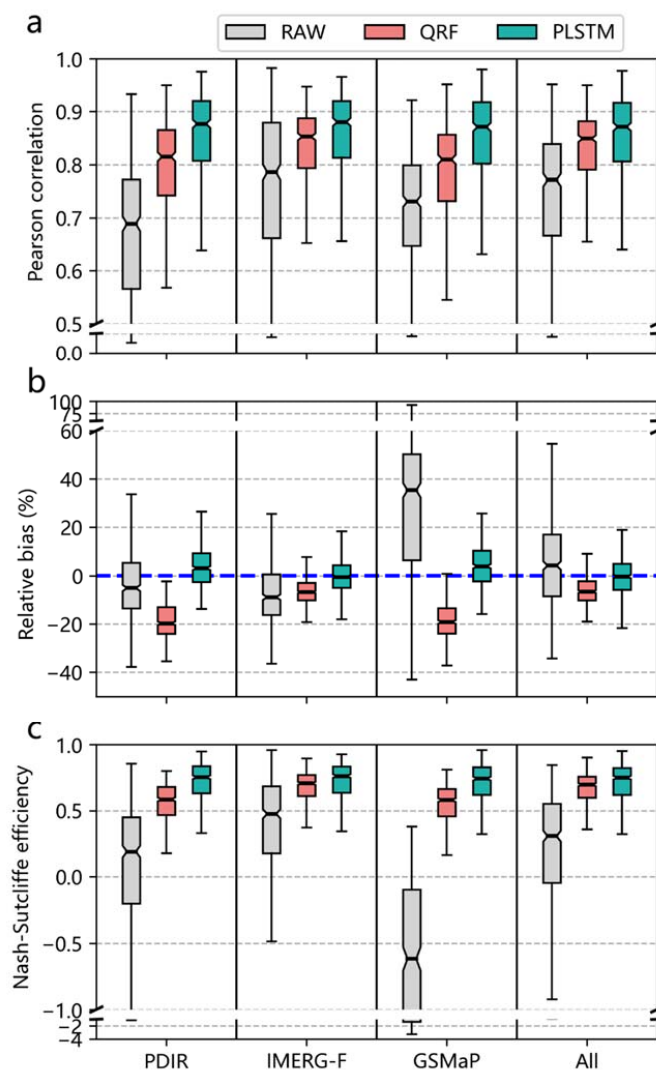 a
RAW QRF PLSTM
Pearson correlation
1.0
0.9
0.8
0.7
0.6
0.5
0.0
b
Relative bias (%)
100
75
60
40
20
0
−20
−40
c
Nash-Sutcliffe efficiency
1.0
0.5
0.0
−0.5
−1.0
−2
−4
PDIR IMERG-F GSMaP All